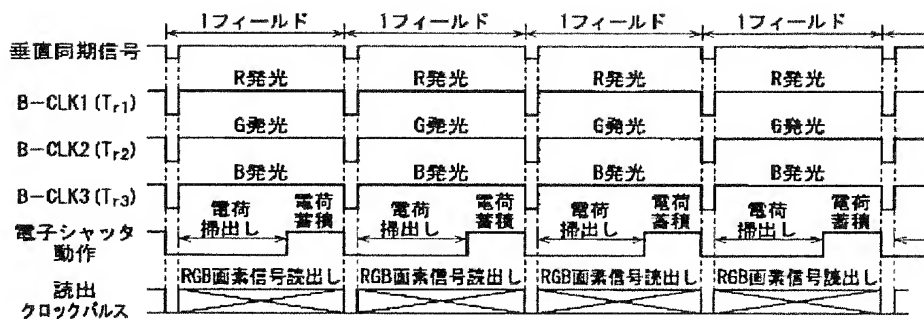 1フィールド 1フィールド 1フィールド 1フィールド
垂直同期信号
R発光 R発光 R発光 R発光
B-CLK1(Tr1)
G発光 G発光 G発光 G発光
B-CLK2(Tr2)
B発光 B発光 B発光 B発光
B-CLK3(Tr3)
電荷掃出し 電荷蓄積 電荷掃出し 電荷蓄積 電荷掃出し 電荷蓄積 電荷掃出し 電荷蓄積
電子シャッタ
動作
RGB画素信号読出し RGB画素信号読出し RGB画素信号読出し RGB画素信号読出し
読出
クロックパルス